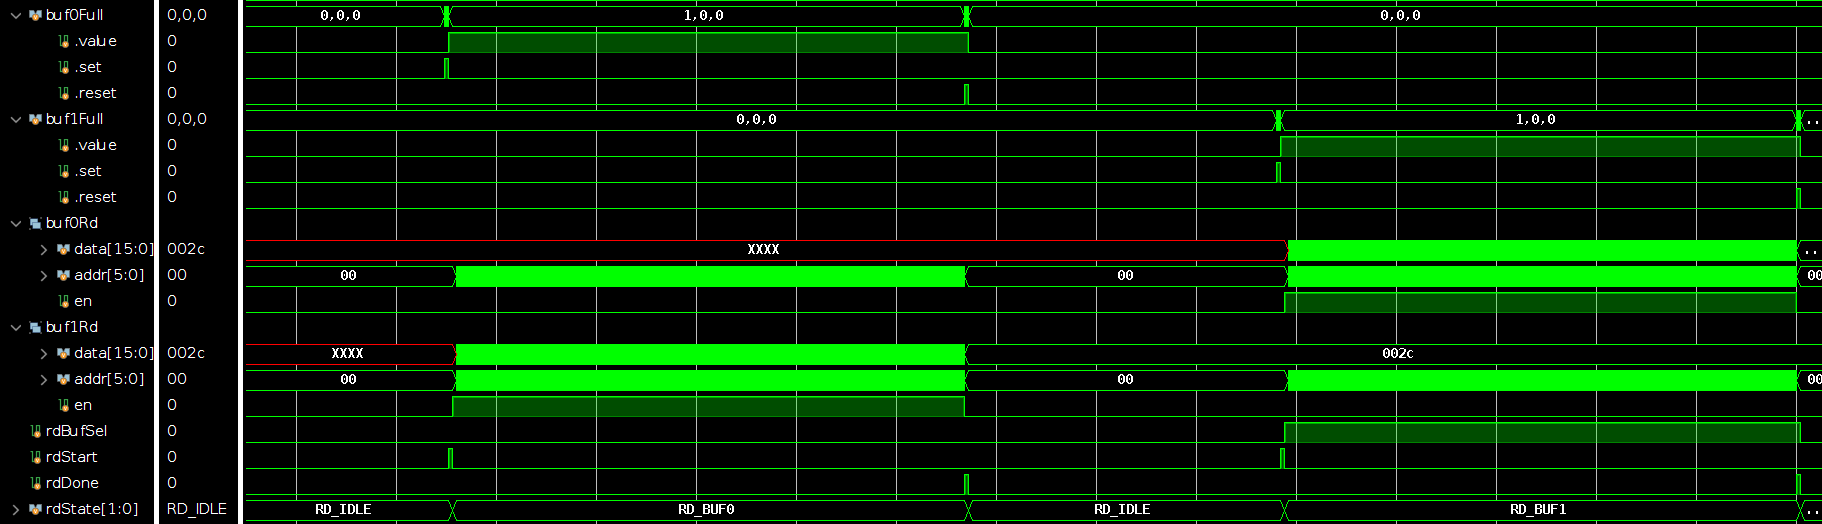 buf0Full 0,0,0 0,0,0 1,0,0 0,0,0
.value 0
.set 0
.reset 0
buf1Full 0,0,0 0,0,0 1,0,0 ..
.value 0
.set 0
.reset 0
buf0Rd
data[15:0] 002c XXXX ..
addr[5:0] 00 00 00 00
en 0
buf1Rd
data[15:0] 002c XXXX 002c
addr[5:0] 00 00 00 00
en 0
rdBufSel 0
rdStart 0
rdDone 0
rdState[1:0] RD_IDLE RD_IDLE RD_BUF0 RD_IDLE RD_BUF1 ..